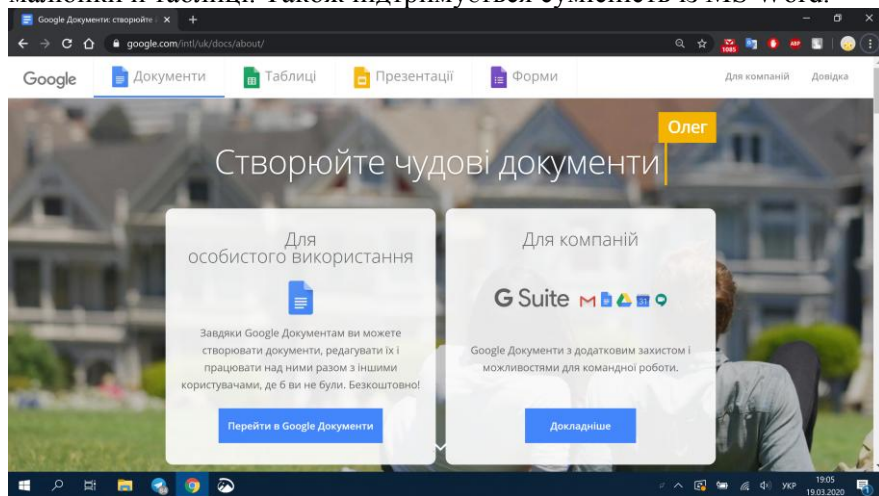 малюнки й таблиці. Також підтримується сумісність із MS Word.
Google Документи: створюйте і
google.com/intl/uk/docs/about/
1085
ABP
Google
Документи
Таблиці
Презентації
Форми
Для компаній
Довідка
Олег
Створюйте чудові документи
Для
особистого використання
Завдяки Google Документам ви можете
створювати документи, редагувати їх і
працювати над ними разом з іншими
користувачами, де б ви не були. Безкоштовно!
Перейти в Google Документи
Для компаній
G Suite
Google Документи з додатковим захистом і
можливостями для командної роботи.
Докладніше
УКР
19:05
19.03.2020